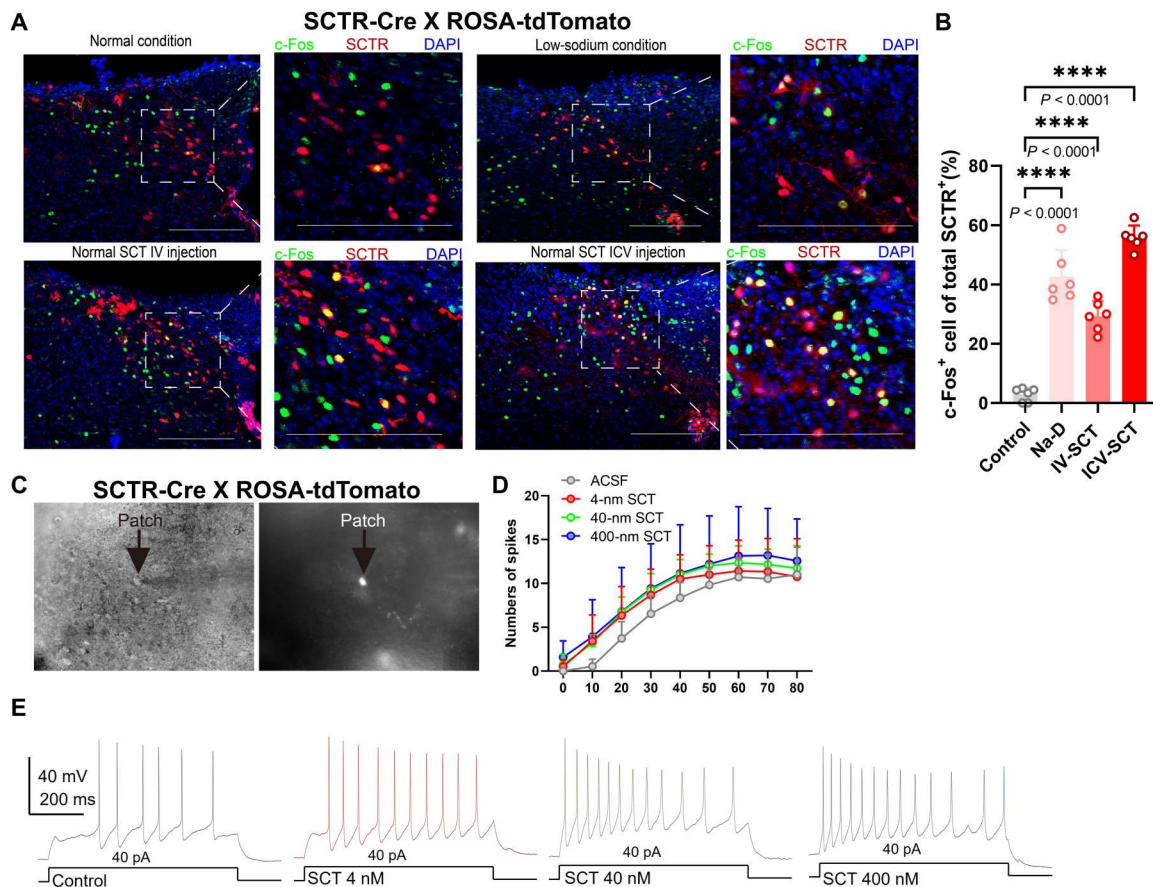 A
SCTR-Cre X ROSA-tdTomato
Normal condition
c-Fos SCTR DAPI
Low-sodium condition
c-Fos SCTR DAPI
Normal SCT IV injection
c-Fos SCTR DAPI
Normal SCT ICV injection
c-Fos SCTR DAPI
B
****
P < 0.0001
****
P < 0.0001
****
P < 0.0001
c-Fos+ cell of total SCTR+(%)
80
60
40
20
0
Control
Na-D
IV-SCT
ICV-SCT
C
SCTR-Cre X ROSA-tdTomato
Patch
Patch
D
ACSF
4-nm SCT
40-nm SCT
400-nm SCT
Numbers of spikes
20
15
10
5
0
0 10 20 30 40 50 60 70 80
E
40 mV
200 ms
40 pA
Control
40 pA
SCT 4 nM
40 pA
SCT 40 nM
40 pA
SCT 400 nM